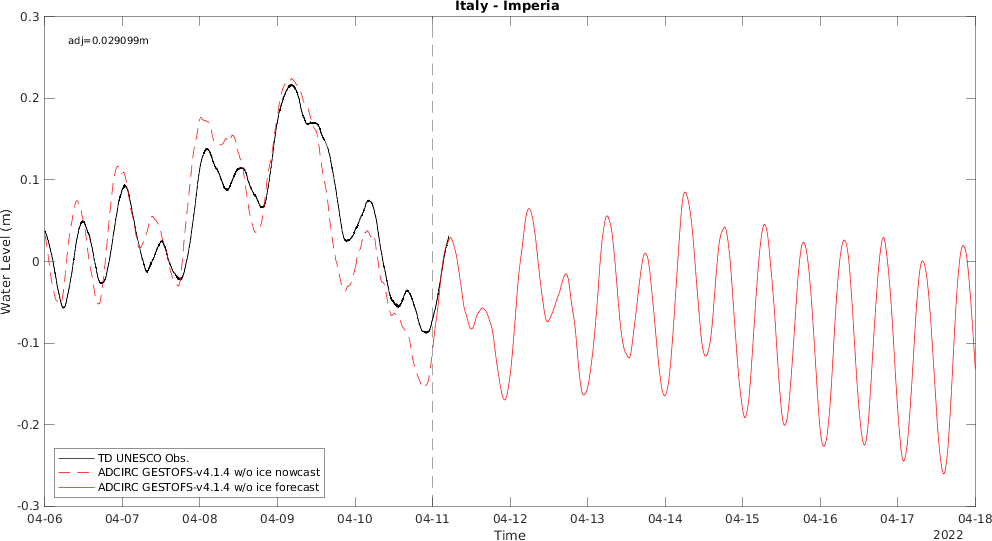 Italy - Imperia
adj=0.029099m
0.3
0.2
0.1
0
-0.1
-0.2
-0.3
Water Level (m)
TD UNESCO Obs.
ADCIRC GESTOFS-v4.1.4 w/o ice nowcast
ADCIRC GESTOFS-v4.1.4 w/o ice forecast
04-06 04-07 04-08 04-09 04-10 04-11 04-12 04-13 04-14 04-15 04-16 04-17 04-18
Time
2022